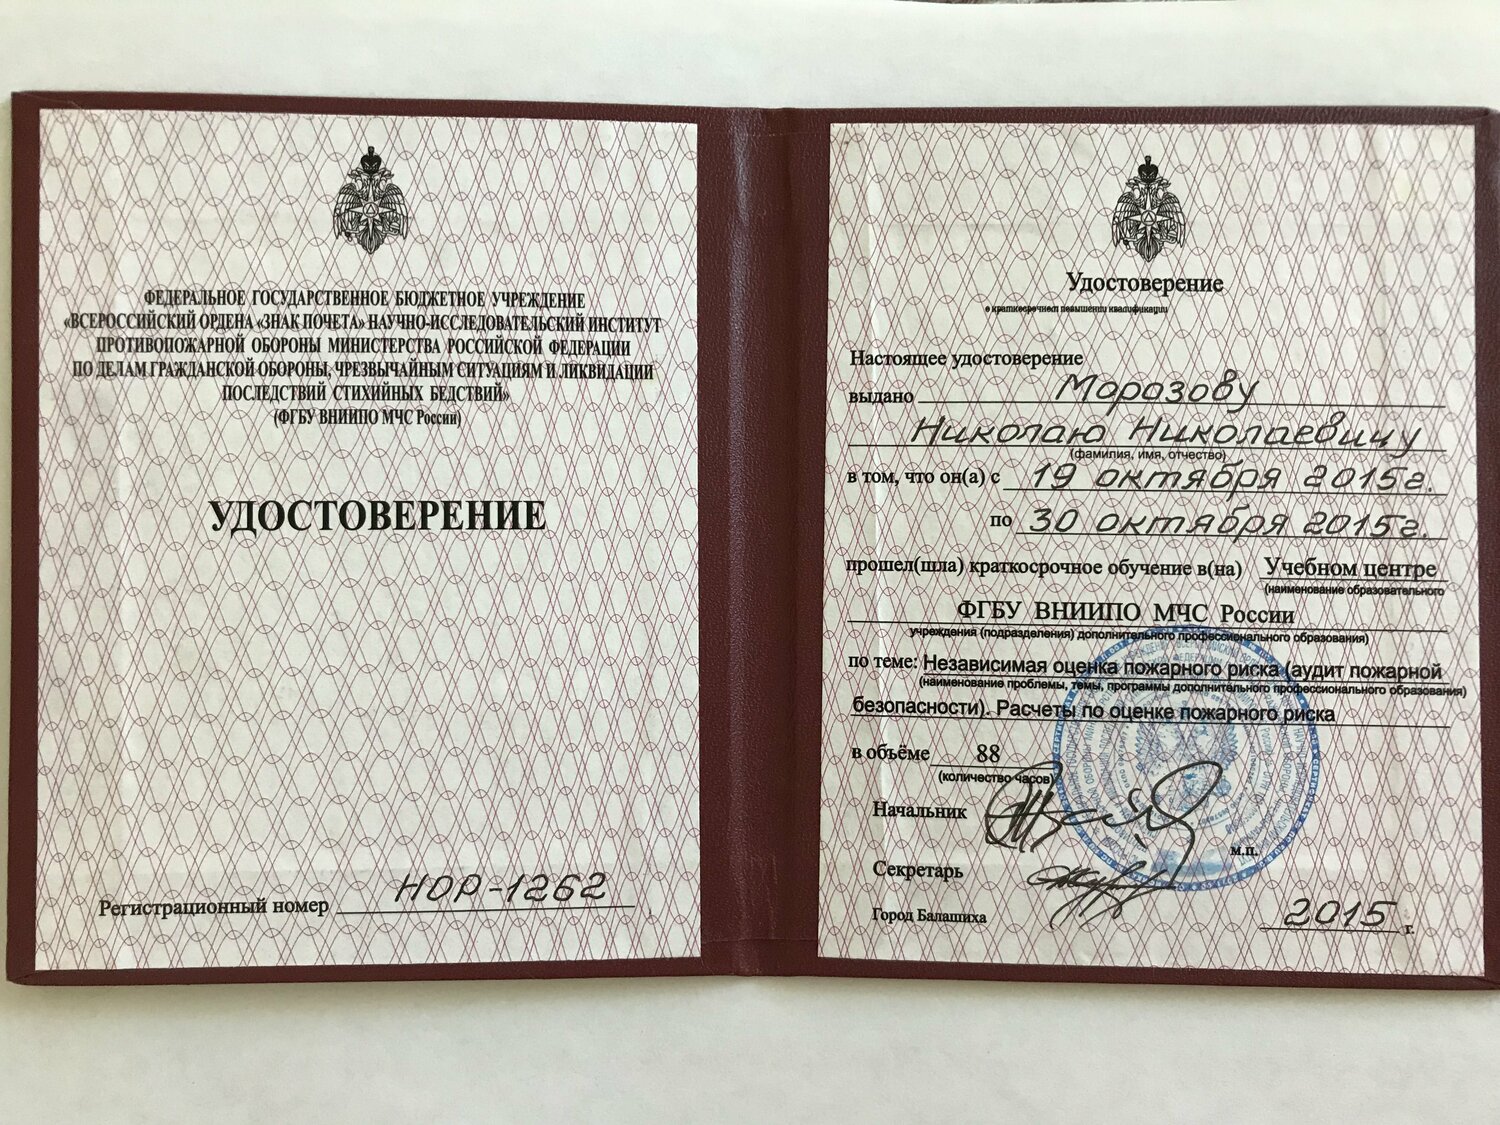 ФЕДЕРАЛЬНОЕ ГОСУДАРСТВЕННОЕ БЮДЖЕТНОЕ УЧРЕЖДЕНИЕ
«ВСЕРОССИЙСКИЙ ОРДЕНА «ЗНАК ПОЧЕТА» НАУЧНО-ИССЛЕДОВАТЕЛЬСКИЙ ИНСТИТУТ
ПРОТИВОПОЖАРНОЙ ОБОРОНЫ МИНИСТЕРСТВА РОССИЙСКОЙ ФЕДЕРАЦИИ
ПО ДЕЛАМ ГРАЖДАНСКОЙ ОБОРОНЫ, ЧРЕЗВЫЧАЙНЫМ СИТУАЦИЯМ И ЛИКВИДАЦИИ
ПОСЛЕДСТВИЙ СТИХИЙНЫХ БЕДСТВИЙ»
(ФГБУ ВНИИПО МЧС России)
УДОСТОВЕРЕНИЕ
Регистрационный номер НОР-1262
Удостоверение
о краткосрочном повышении квалификации
Настоящее удостоверение
выдано Морозову
Николаю Николаевичу
(фамилия, имя, отчество)
в том, что он(а) с 19 октября 2015г.
по 30 октября 2015г.
прошел(шла) краткосрочное обучение в(на) Учебном центре
(наименование образовательного
ФГБУ ВНИИПО МЧС России
учреждения (подразделения) дополнительного профессионального образования)
по теме: Независимая оценка пожарного риска (аудит пожарной
(наименование проблемы, темы, программы дополнительного профессионального образования)
безопасности). Расчеты по оценке пожарного риска
в объёме 88
(количество часов)
Начальник
м.п.
Секретарь
Город Балашиха 2015 г.